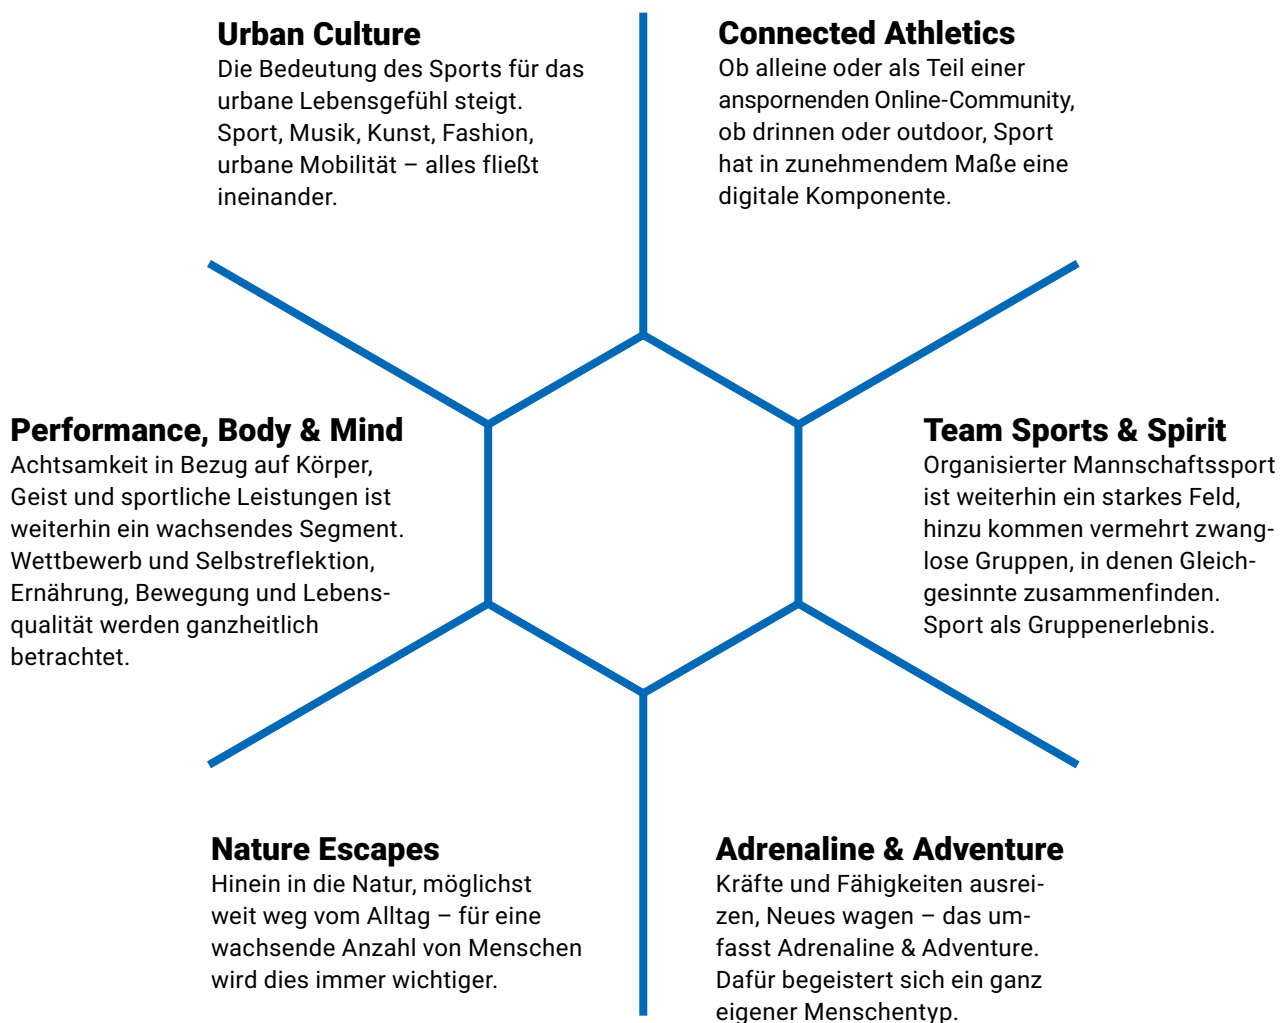 Urban Culture
Die Bedeutung des Sports für das
urbane Lebensgefühl steigt.
Sport, Musik, Kunst, Fashion,
urbane Mobilität – alles fließt
ineinander.
Connected Athletics
Ob alleine oder als Teil einer
anspornenden Online-Community,
ob drinnen oder outdoor, Sport
hat in zunehmendem Maße eine
digitale Komponente.
Performance, Body & Mind
Achtsamkeit in Bezug auf Körper,
Geist und sportliche Leistungen ist
weiterhin ein wachsendes Segment.
Wettbewerb und Selbstreflektion,
Ernährung, Bewegung und Lebens-
qualität werden ganzheitlich
betrachtet.
Team Sports & Spirit
Organisierter Mannschaftssport
ist weiterhin ein starkes Feld,
hinzu kommen vermehrt zwang-
lose Gruppen, in denen Gleich-
gesinnte zusammenfinden.
Sport als Gruppenerlebnis.
Nature Escapes
Hinein in die Natur, möglichst
weit weg vom Alltag – für eine
wachsende Anzahl von Menschen
wird dies immer wichtiger.
Adrenaline & Adventure
Kräfte und Fähigkeiten ausrei-
zen, Neues wagen – das um-
fasst Adrenaline & Adventure.
Dafür begeistert sich ein ganz
eigener Menschentyp.